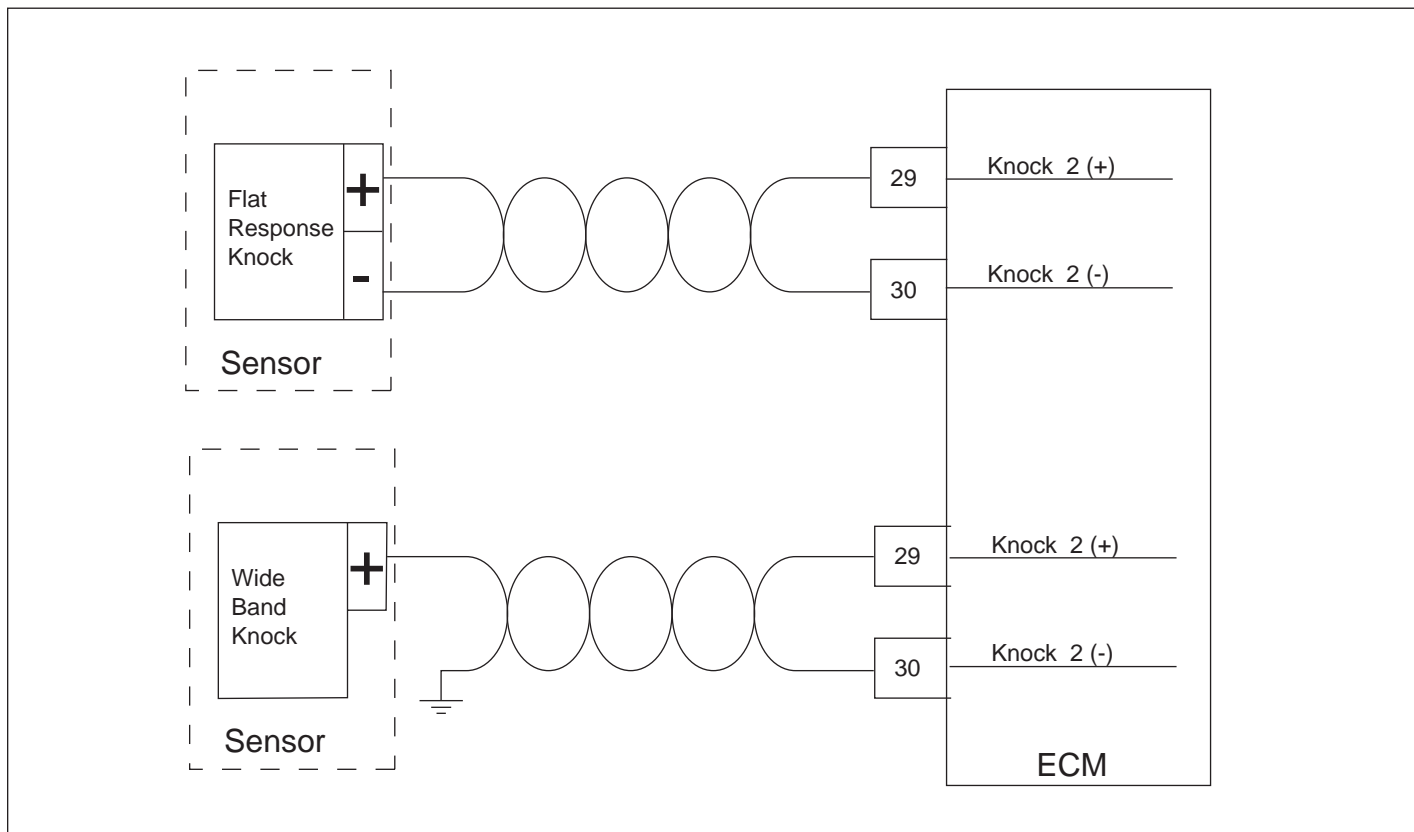 Flat
Response
Knock
+
-
Sensor
29
Knock 2 (+)
30
Knock 2 (-)
Wide
Band
Knock
+
Sensor
29
Knock 2 (+)
30
Knock 2 (-)
ECM